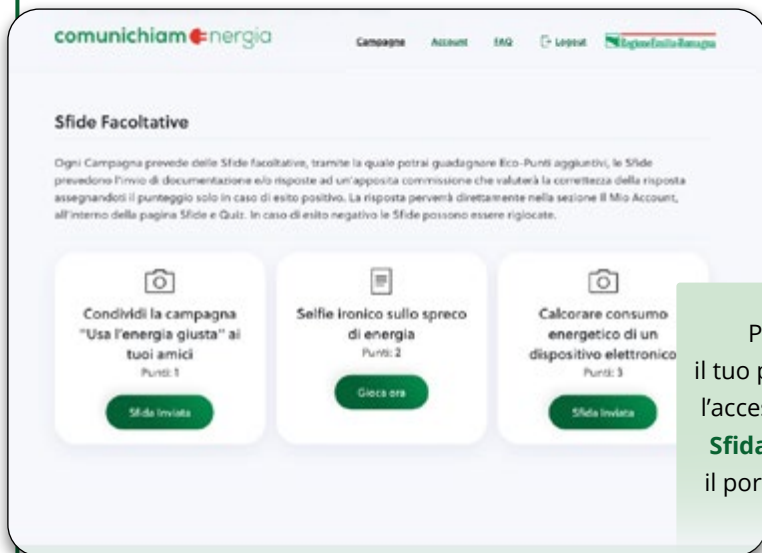 comunichiamEnergia
Campagne Account FAQ Logout RegioneEmilia-Romagna
Sfide Facoltative
Ogni Campagna prevede delle Sfide facoltative, tramite la quale potrai guadagnare Eco-Punti aggiuntivi, le Sfide
prevedono l'invio di documentazione e/o risposte ad un'apposita commissione che valuterà la correttezza della risposta
assegnandoti il punteggio solo in caso di esito positivo. La risposta perverrà direttamente nella sezione Il Mio Account,
all'interno della pagina Sfide e Quiz. In caso di esito negativo le Sfide possono essere rigiocate.
Condividi la campagna
"Usa l'energia giusta" ai
tuoi amici
Punti: 1
Sfida Inviata
Selfie ironico sullo spreco
di energia
Punti: 2
Gioca ora
Calcorare consumo
energetico di un
dispositivo elettronico
Punti: 3
Sfida Inviata
P
il tuo p
l'acces
Sfida
il por